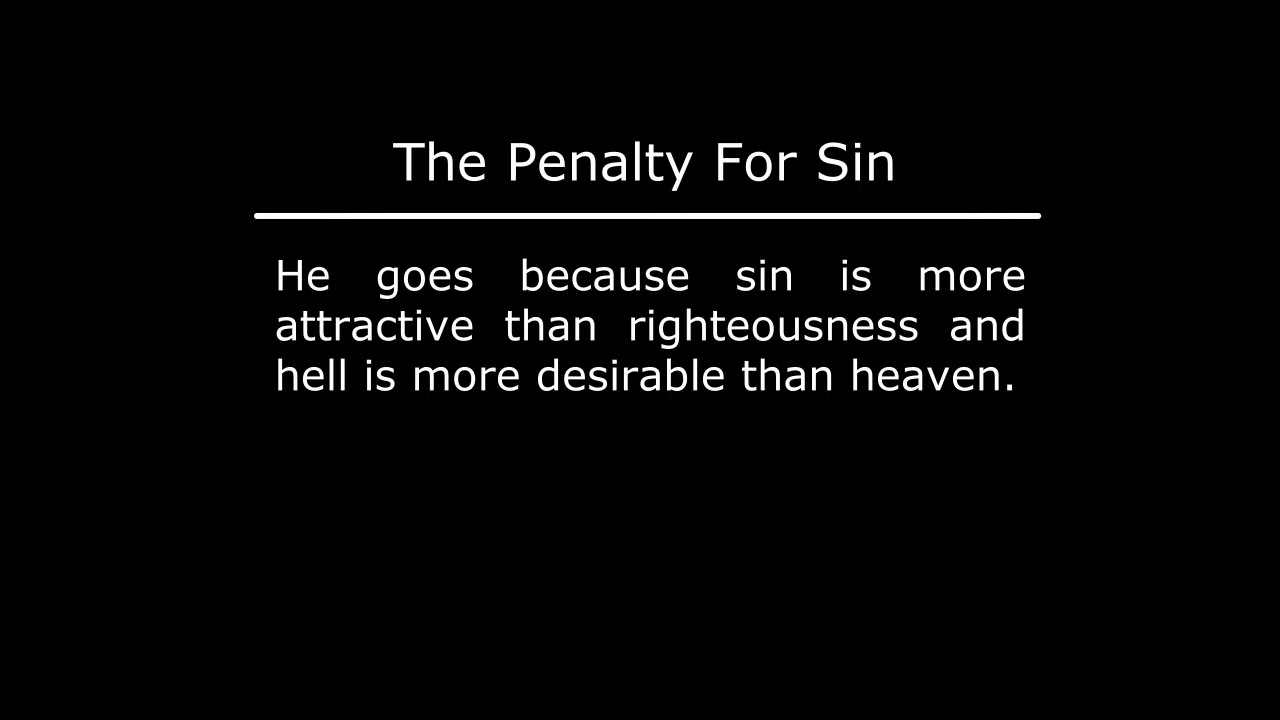 The Penalty For Sin
He goes because sin is more
attractive than righteousness and
hell is more desirable than heaven.